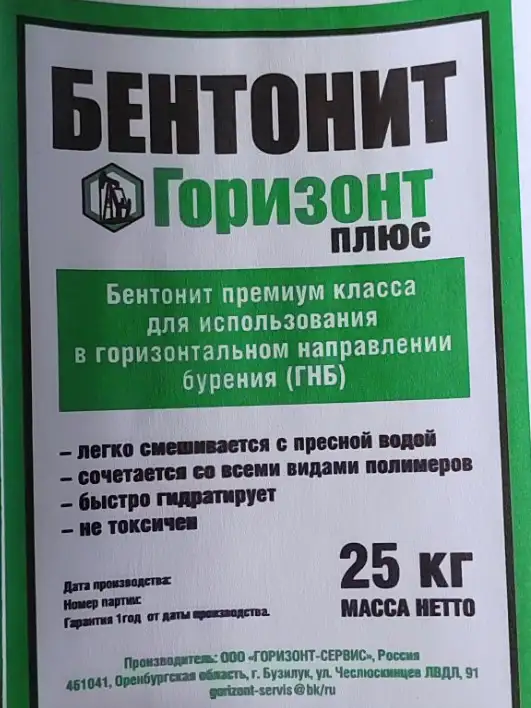 БЕНТОНИТ
Горизонт
ПЛЮС
Бентонит премиум класса
для использования
в горизонтальном направлении
бурения (ГНБ)
– легко смешивается с пресной водой
– сочетается со всеми видами полимеров
– быстро гидратирует
– не токсичен
25 кг
МАССА НЕТТО
Дата производства:
Номер партии:
Гарантия 1год от даты производства.
Производитель: ООО «ГОРИЗОНТ-СЕРВИС», Россия
461041, Оренбургская область, г. Бузилук, ул. Чеслюскинцев ЛВДЛ, 91
gorizont-servis@bk/ru